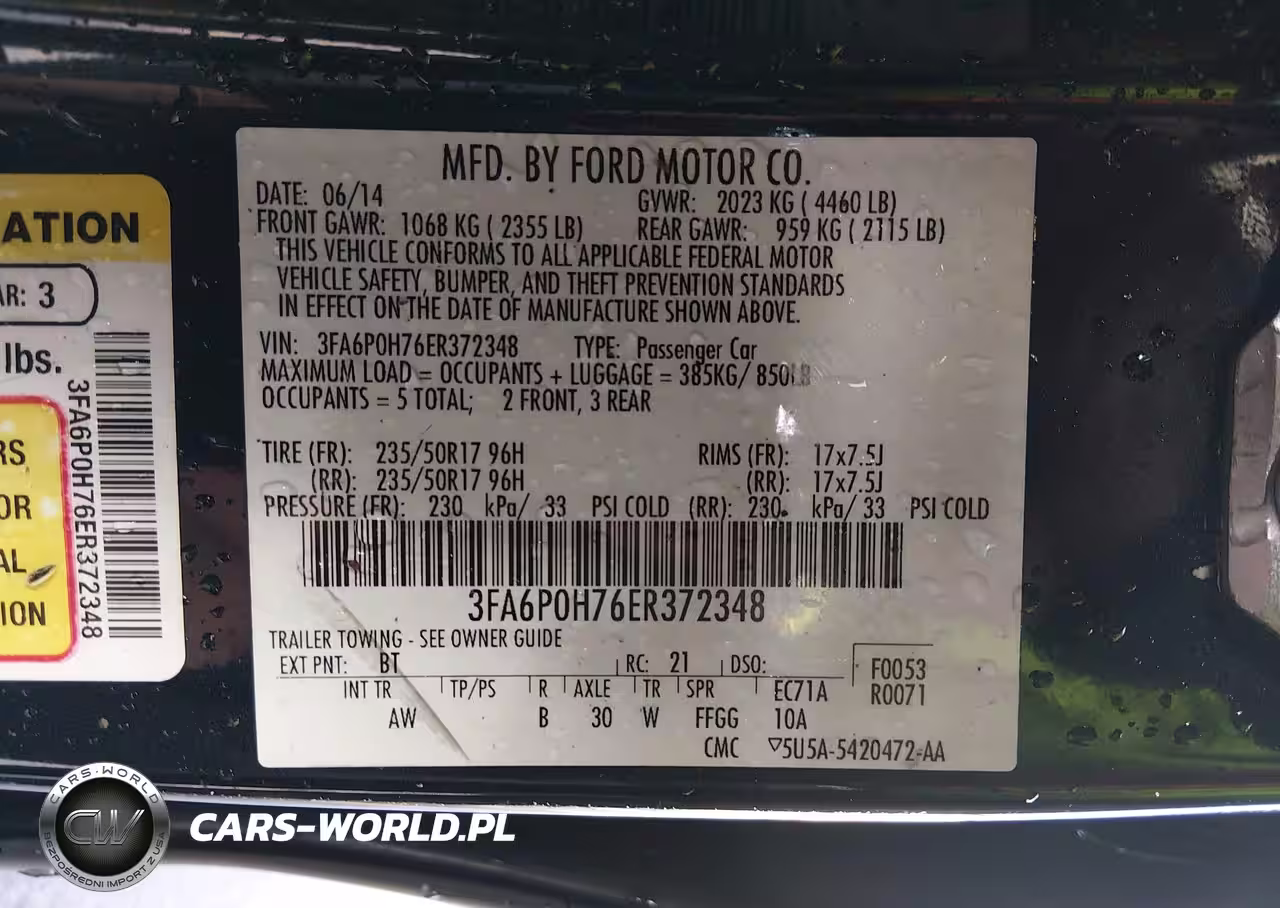 MFD. BY FORD MOTOR CO.
DATE: 06/14 GVWR: 2023 KG ( 4460 LB)
FRONT GAWR: 1068 KG ( 2355 LB) REAR GAWR: 959 KG ( 2115 LB)
THIS VEHICLE CONFORMS TO ALL APPLICABLE FEDERAL MOTOR
VEHICLE SAFETY, BUMPER, AND THEFT PREVENTION STANDARDS
IN EFFECT ON THE DATE OF MANUFACTURE SHOWN ABOVE.
VIN: 3FA6P0H76ER372348 TYPE: Passenger Car
MAXIMUM LOAD = OCCUPANTS + LUGGAGE = 385KG/ 850LB
OCCUPANTS = 5 TOTAL; 2 FRONT, 3 REAR
TIRE (FR): 235/50R17 96H RIMS (FR): 17x7.5J
(RR): 235/50R17 96H (RR): 17x7.5J
PRESSURE (FR): 230 kPa/ 33 PSI COLD (RR): 230 kPa/ 33 PSI COLD
3FA6P0H76ER372348
TRAILER TOWING - SEE OWNER GUIDE
EXT PNT: BT RC: 21 DSO: F0053
R0071
INT TR TP/PS R AXLE TR SPR EC71A
AW B 30 W FFGG 10A
CMC ▽5U5A-5420472-AA
ATION
AR: 3
lbs.
3FA6P0H76ER372348
RS
OR
AL
ION
CARS-WORLD
CW
BEZPOŚREDNI IMPORT Z USA
CARS-WORLD.PL